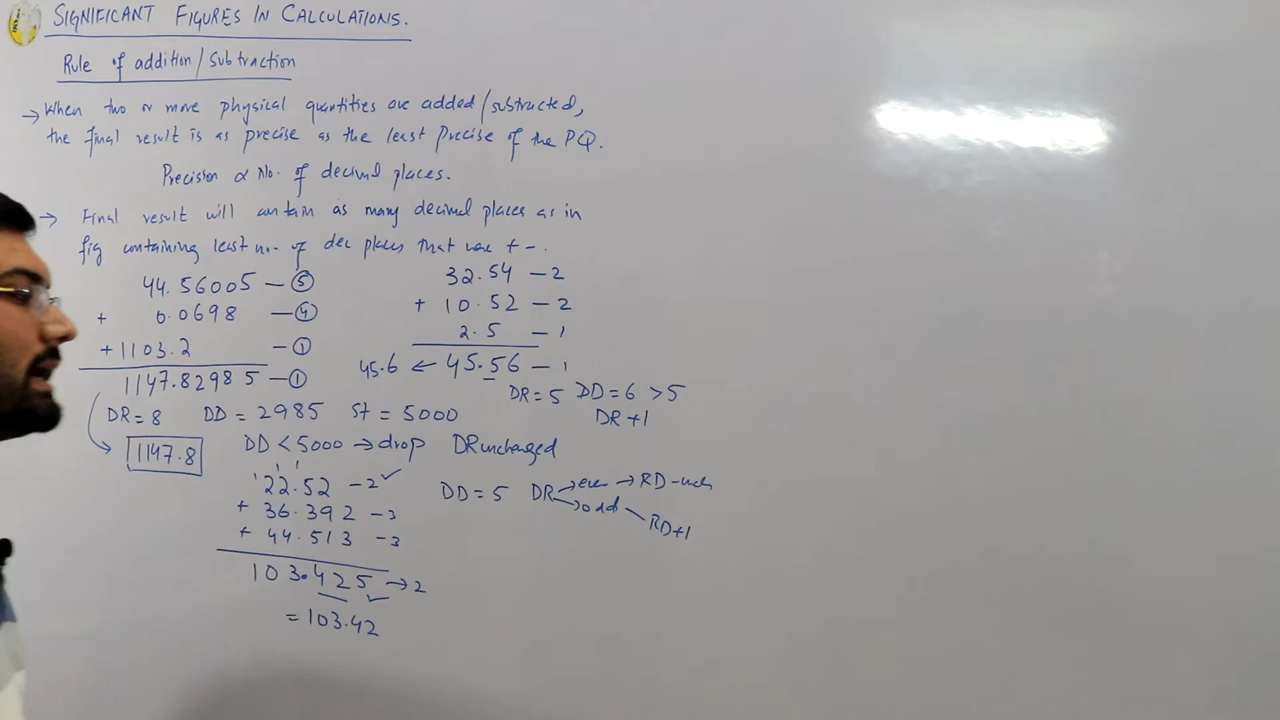 SIGNIFICANT FIGURES IN CALCULATIONS.
Rule of addition/Subtraction
→ When two or more physical quantities are added/subtracted,
the final result is as precise as the least Precise of the PQ.
Precision ∝ No. of decimal places.
→ Final result will contain as many decimal places as in
fig containing least no. of dec places that were + -.
44.56005 - ⑤
+ 0.0698 - ④
+ 1103.2 - ①
1147.82985 - ①
DR = 8 DD = 2985 St = 5000
1147.8
DD < 5000 → drop DR unchanged
32.54 - 2
+ 10.52 - 2
2.5 - 1
45.6 ← 45.56 - 1
DR = 5 DD = 6 > 5
DR + 1
1 1 1
22.52 - 2 ✓
+ 36.392 - 3
+ 44.513 - 3
103.425 → 2
= 103.42
DD = 5 DR → even → RD - unch
→ odd RD+1